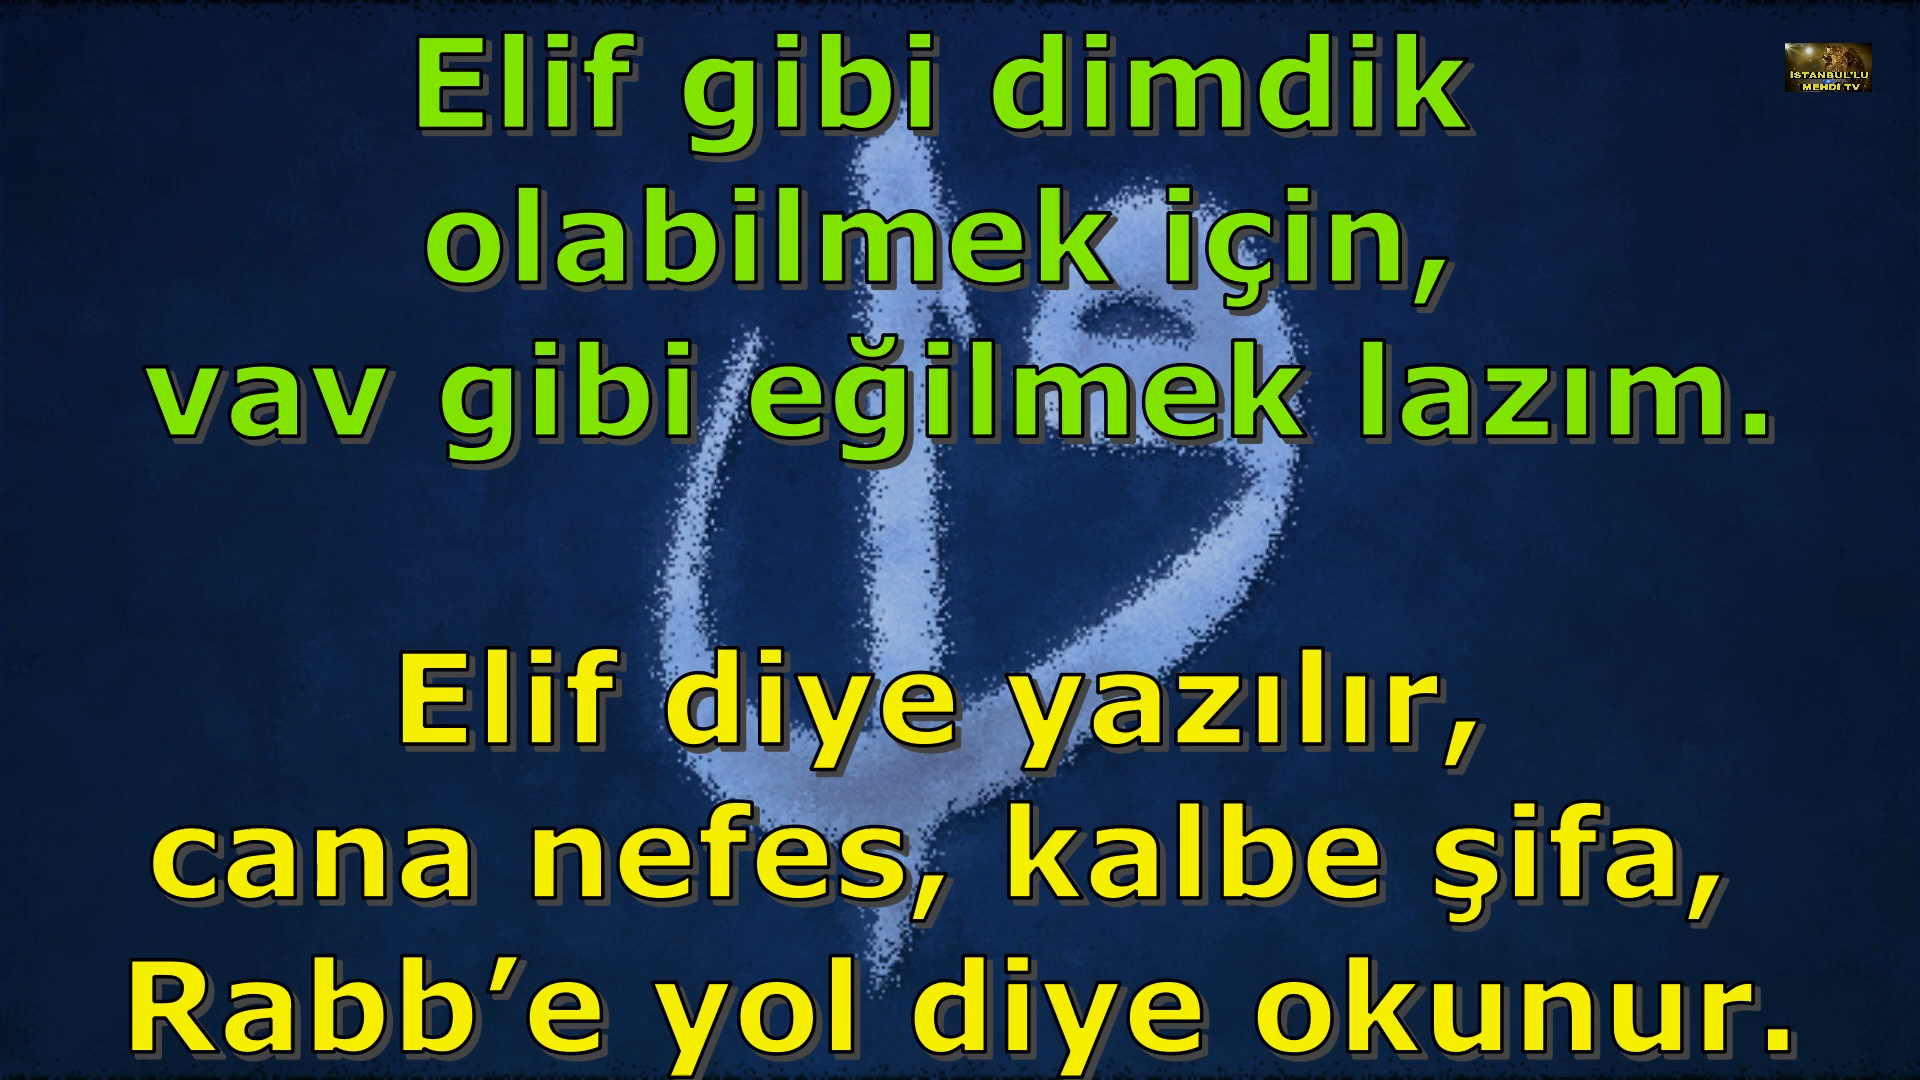 Elif gibi dimdik
olabilmek için,
vav gibi eğilmek lazım.
Elif diye yazılır,
cana nefes, kalbe şifa,
Rabb’e yol diye okunur.
İSTANBUL'LU
MEHDİ TV